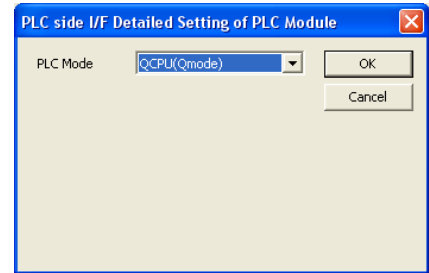 PLC side I/F Detailed Setting of PLC Module
PLC Mode
QCPU(Qmode)
OK
Cancel